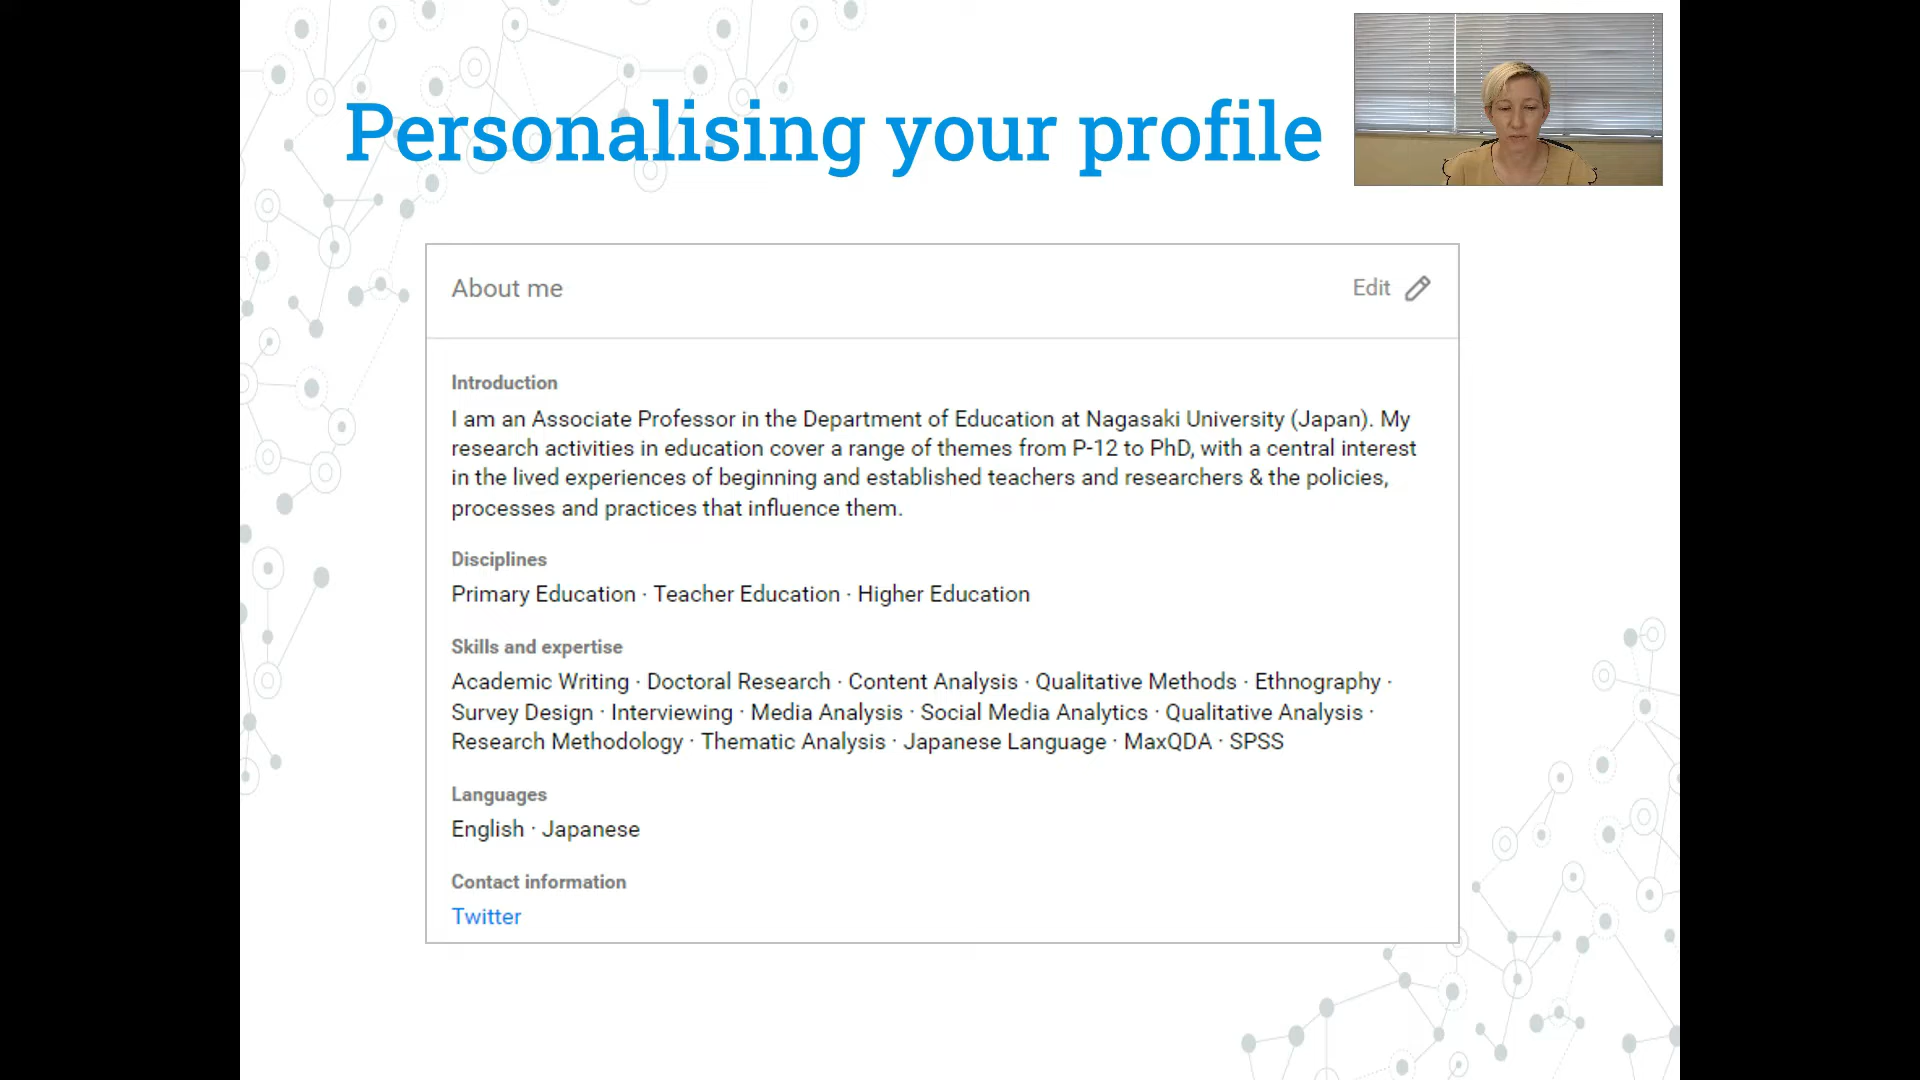 Personalising your profile
About me
Edit
Introduction
I am an Associate Professor in the Department of Education at Nagasaki University (Japan). My
research activities in education cover a range of themes from P-12 to PhD, with a central interest
in the lived experiences of beginning and established teachers and researchers & the policies,
processes and practices that influence them.
Disciplines
Primary Education · Teacher Education · Higher Education
Skills and expertise
Academic Writing · Doctoral Research · Content Analysis · Qualitative Methods · Ethnography ·
Survey Design · Interviewing · Media Analysis · Social Media Analytics · Qualitative Analysis ·
Research Methodology · Thematic Analysis · Japanese Language · MaxQDA · SPSS
Languages
English · Japanese
Contact information
Twitter